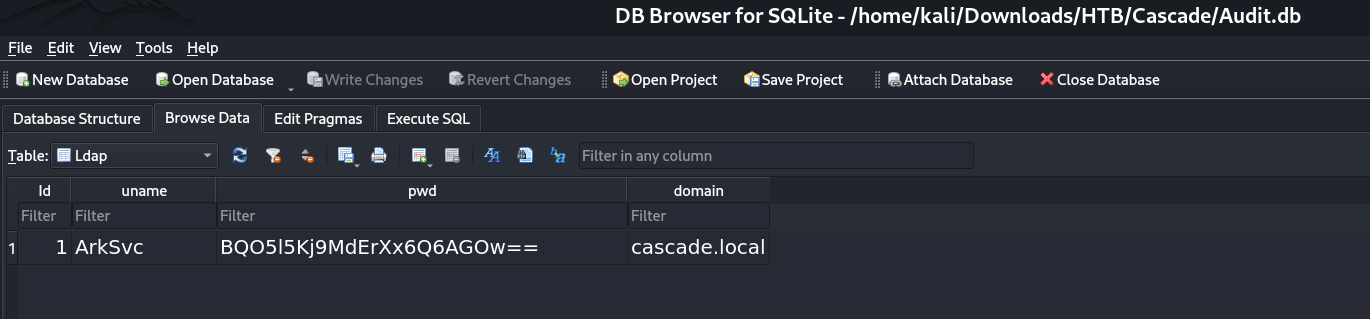 DB Browser for SQLite - /home/kali/Downloads/HTB/Cascade/Audit.db
File Edit View Tools Help
New Database Open Database Write Changes Revert Changes Open Project Save Project Attach Database Close Database
Database Structure Browse Data Edit Pragmas Execute SQL
Table: Ldap Filter in any column
Id uname pwd domain
Filter Filter Filter Filter
1 1 ArkSvc BQO5l5Kj9MdErXx6Q6AGOw== cascade.local